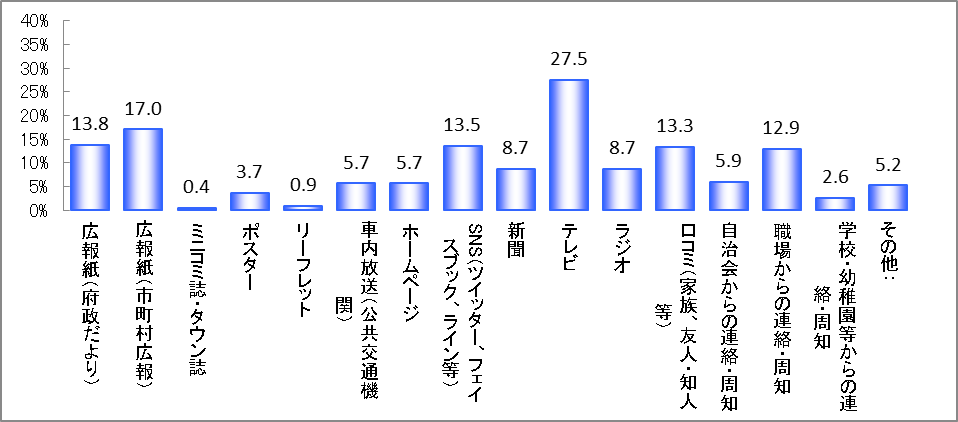 40%
35%
30%
25%
20%
15%
10%
5%
0%
13.8
17.0
0.4
3.7
0.9
5.7
5.7
13.5
8.7
27.5
8.7
13.3
5.9
12.9
2.6
5.2
広報紙(府政だより)
広報紙(市町村広報)
ミニコミ誌・タウン誌
ポスター
リーフレット
車内放送(公共交通機
関)
ホームページ
SNS(ツイッター、フェイ
スブック、ライン等)
新聞
テレビ
ラジオ
口コミ(家族、友人・知人
等)
自治会からの連絡・周知
職場からの連絡・周知
学校・幼稚園等からの連
絡・周知
その他: